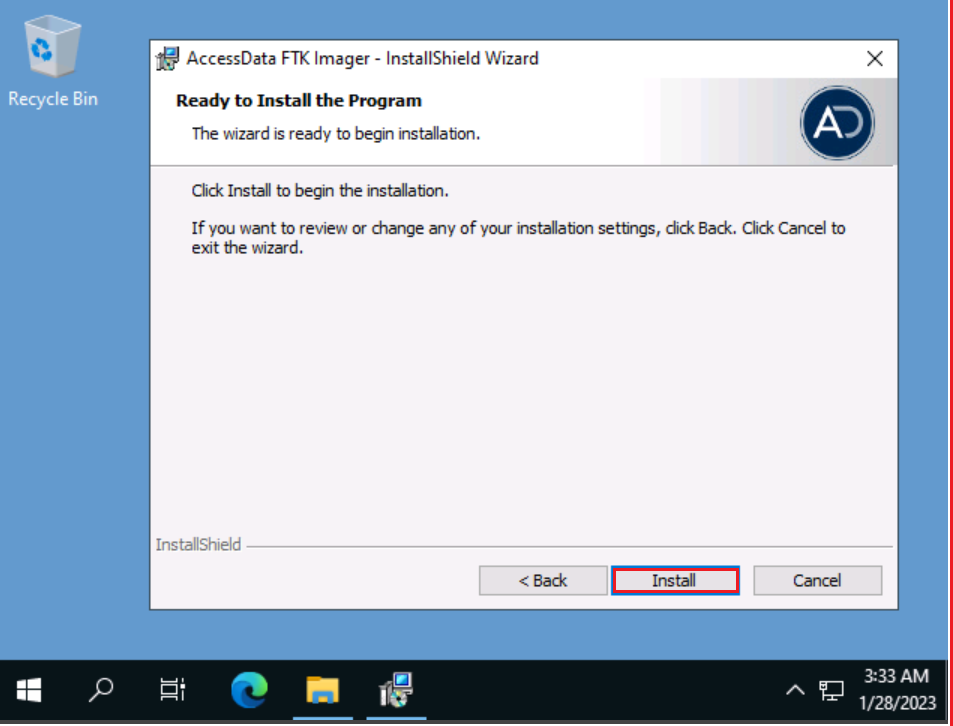 Recycle Bin
AccessData FTK Imager - InstallShield Wizard
Ready to Install the Program
The wizard is ready to begin installation.
AD
Click Install to begin the installation.
If you want to review or change any of your installation settings, click Back. Click Cancel to
exit the wizard.
InstallShield
< Back
Install
Cancel
3:33 AM
1/28/2023